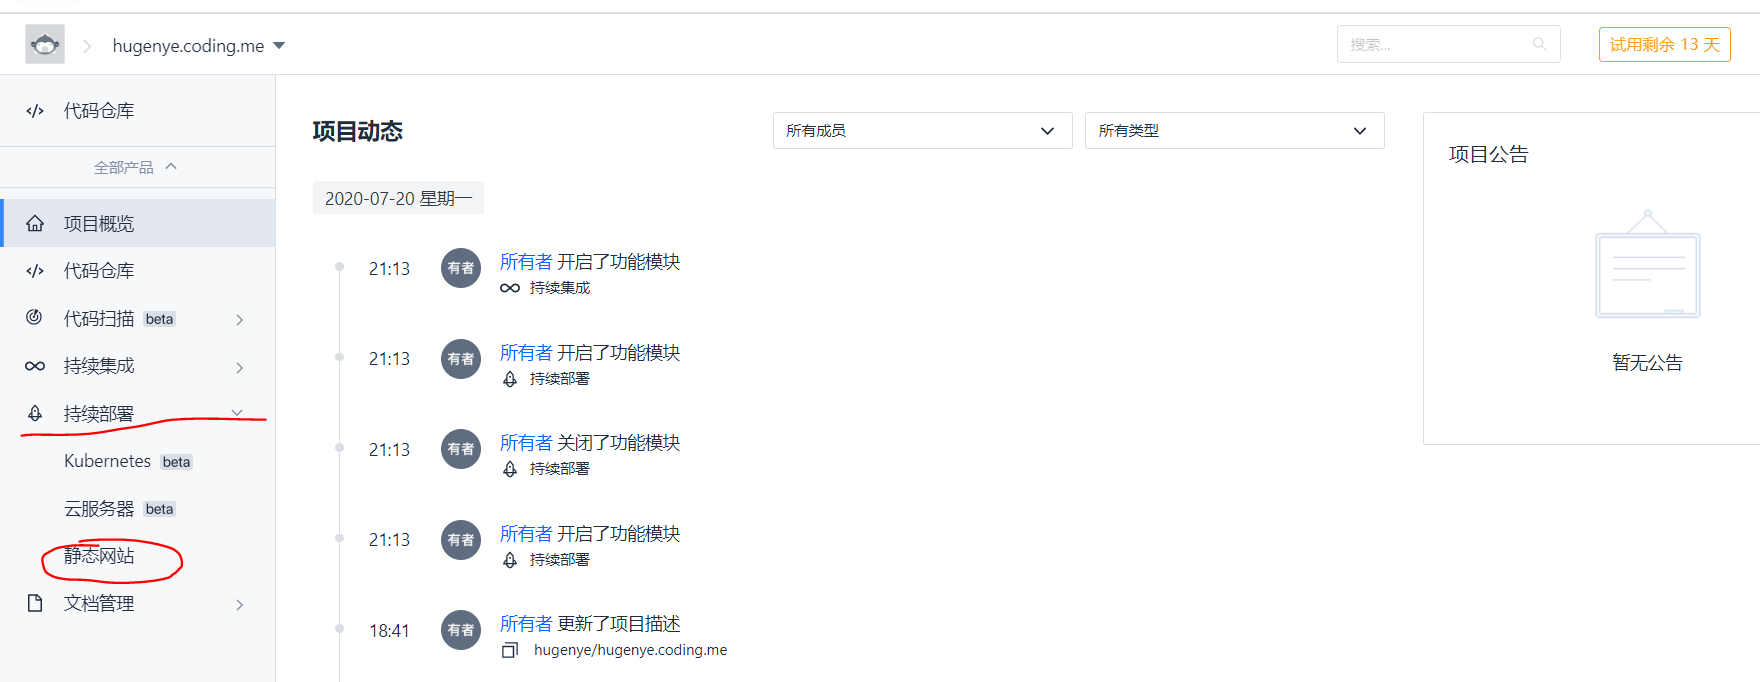 hugenye.coding.me
搜索...
试用剩余 13 天
代码仓库
全部产品
项目概览
代码仓库
代码扫描 beta
持续集成
持续部署
Kubernetes beta
云服务器 beta
静态网站
文档管理
项目动态
所有成员
所有类型
2020-07-20 星期一
21:13 有者 所有者 开启了功能模块
持续集成
21:13 有者 所有者 开启了功能模块
持续部署
21:13 有者 所有者 关闭了功能模块
持续部署
21:13 有者 所有者 开启了功能模块
持续部署
18:41 有者 所有者 更新了项目描述
hugenye/hugenye.coding.me
项目公告
暂无公告